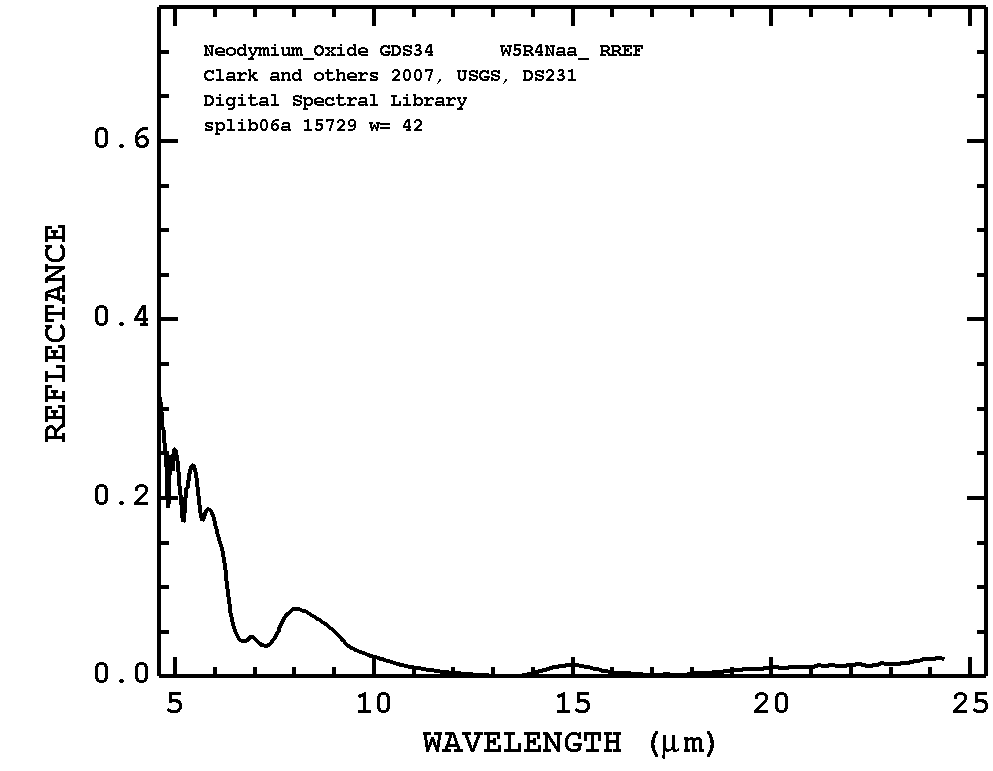 Neodymium_Oxide GDS34 W5R4Naa_ RREF
Clark and others 2007, USGS, DS231
Digital Spectral Library
splib06a 15729 w= 42
REFLECTANCE
0.6
0.4
0.2
0.0
5 10 15 20 25
WAVELENGTH (μm)